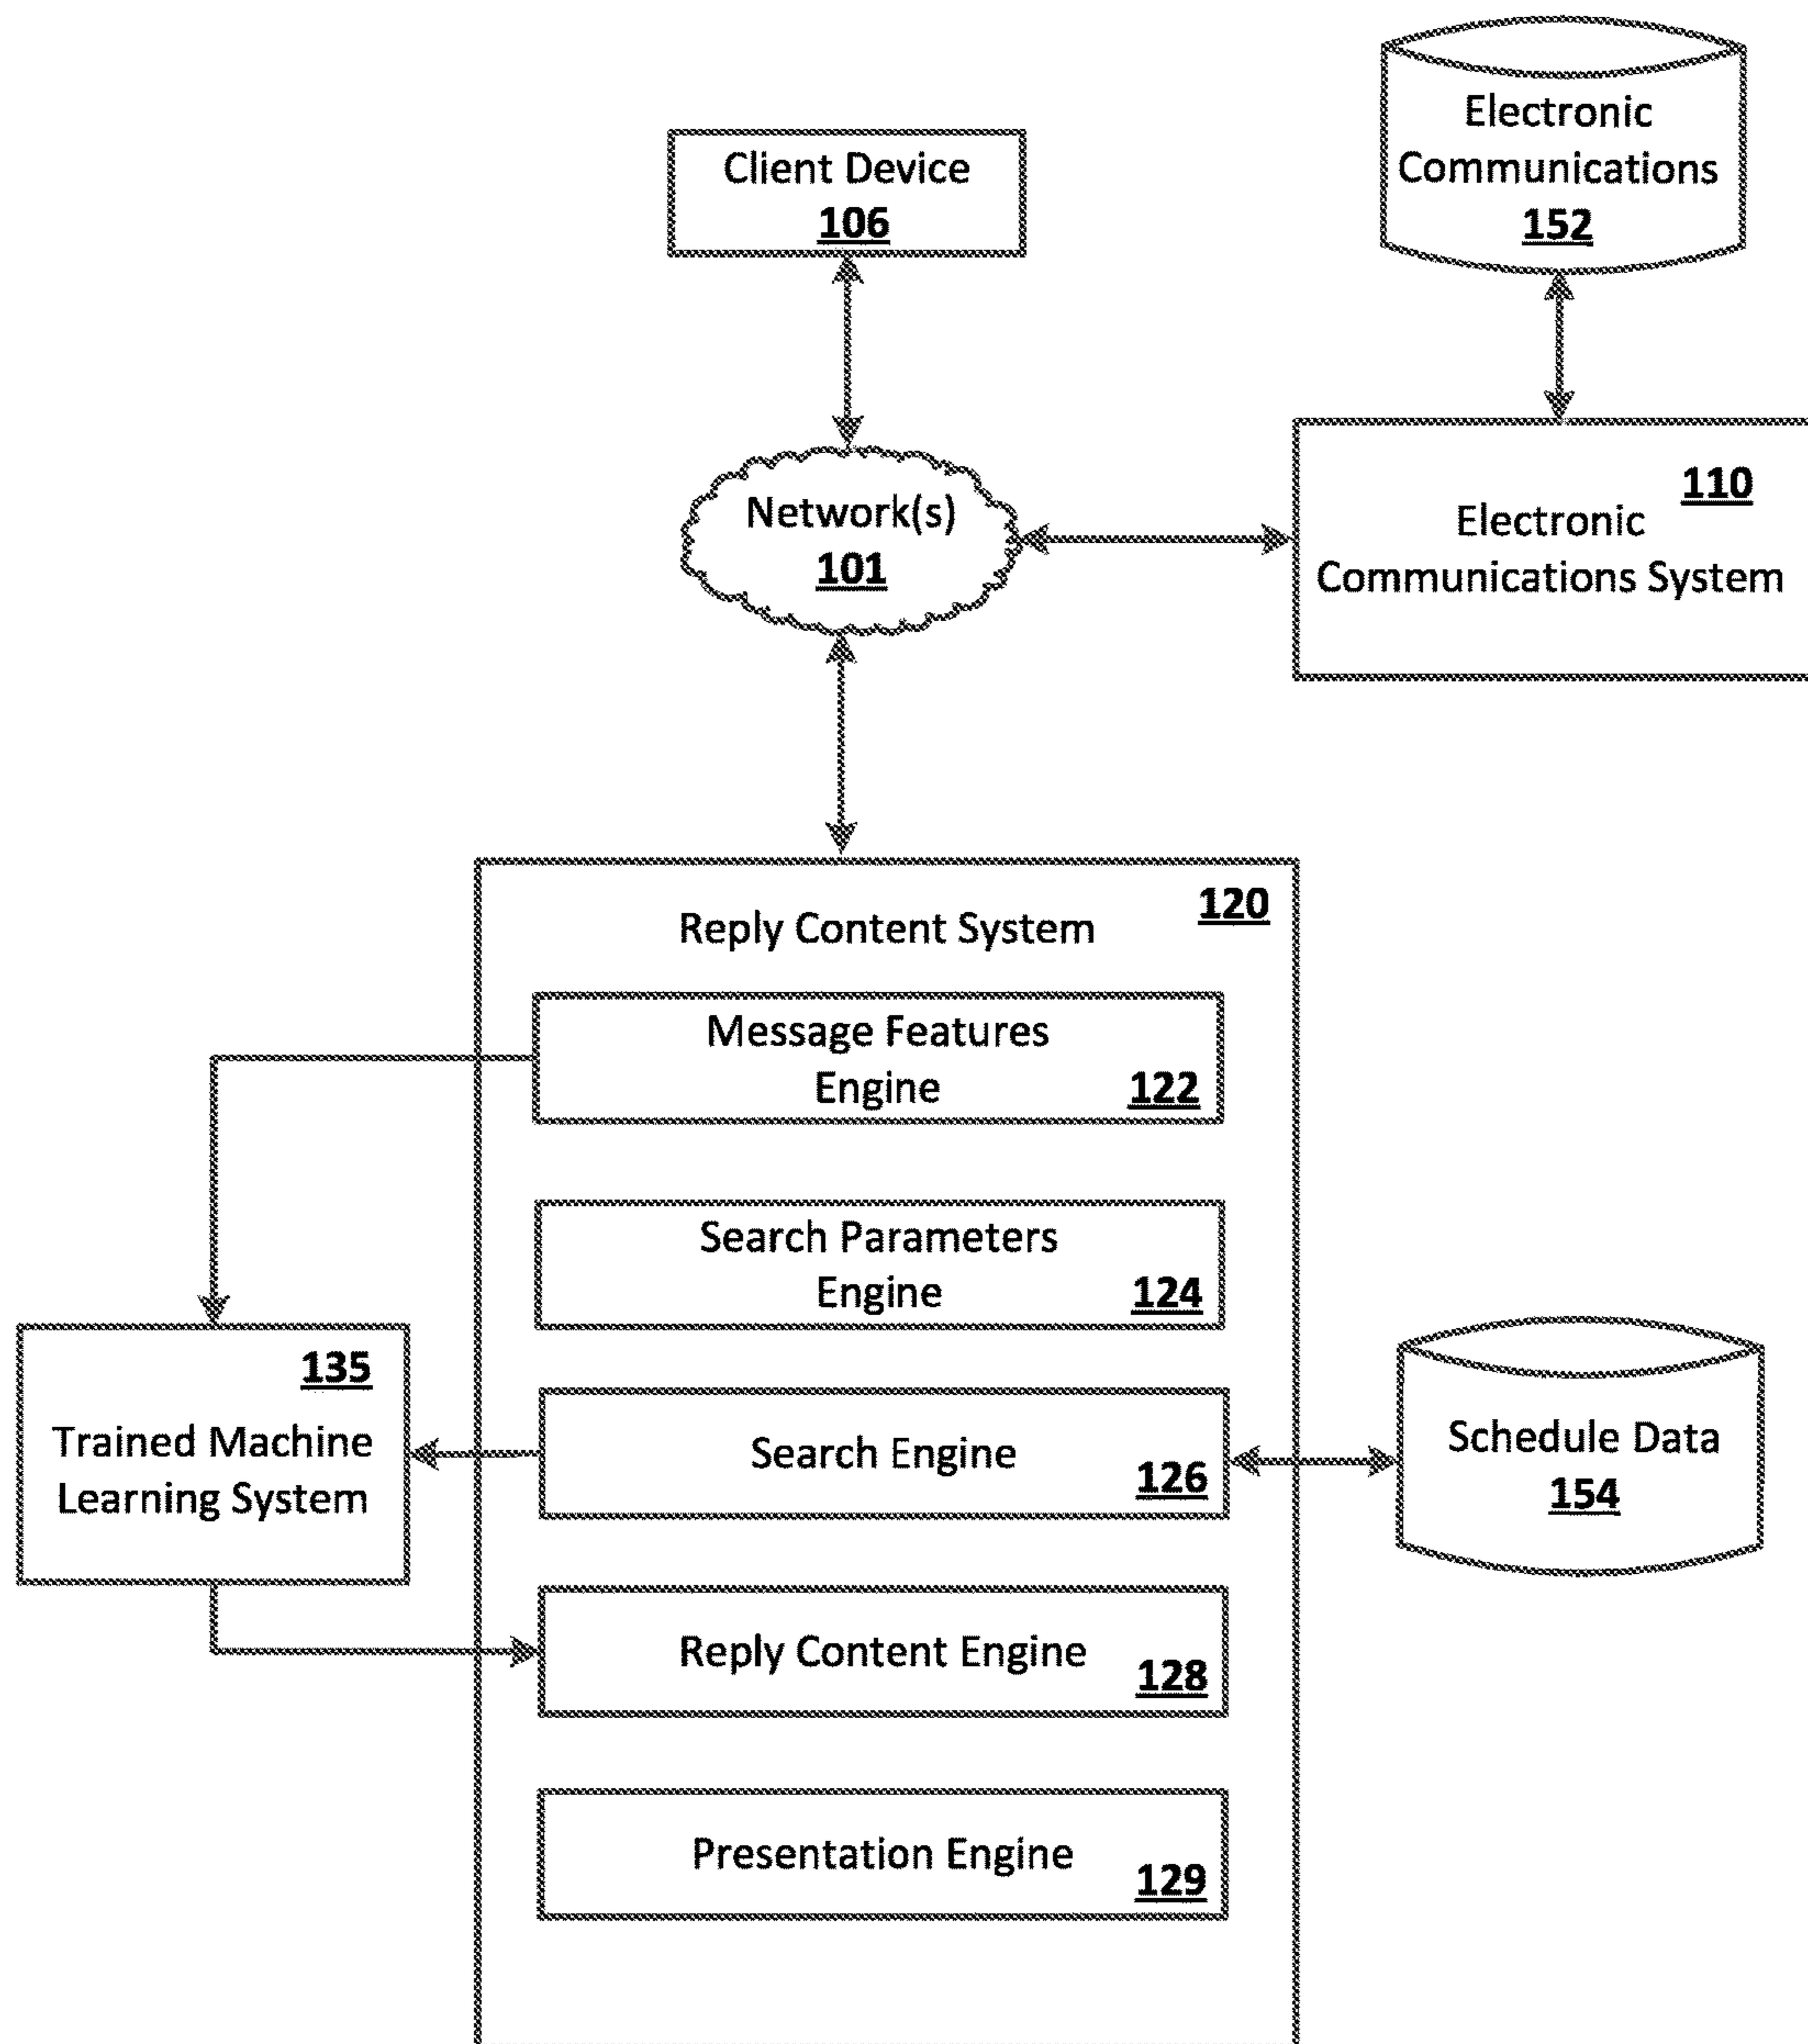 Electronic
Communications
152
Client Device
106
110
Electronic
Communications System
Network(s)
101
120
Reply Content System
Message Features
Engine
122
Search Parameters
Engine
124
135
Trained Machine
Learning System
Search Engine
126
Schedule Data
154
Reply Content Engine
128
Presentation Engine
129